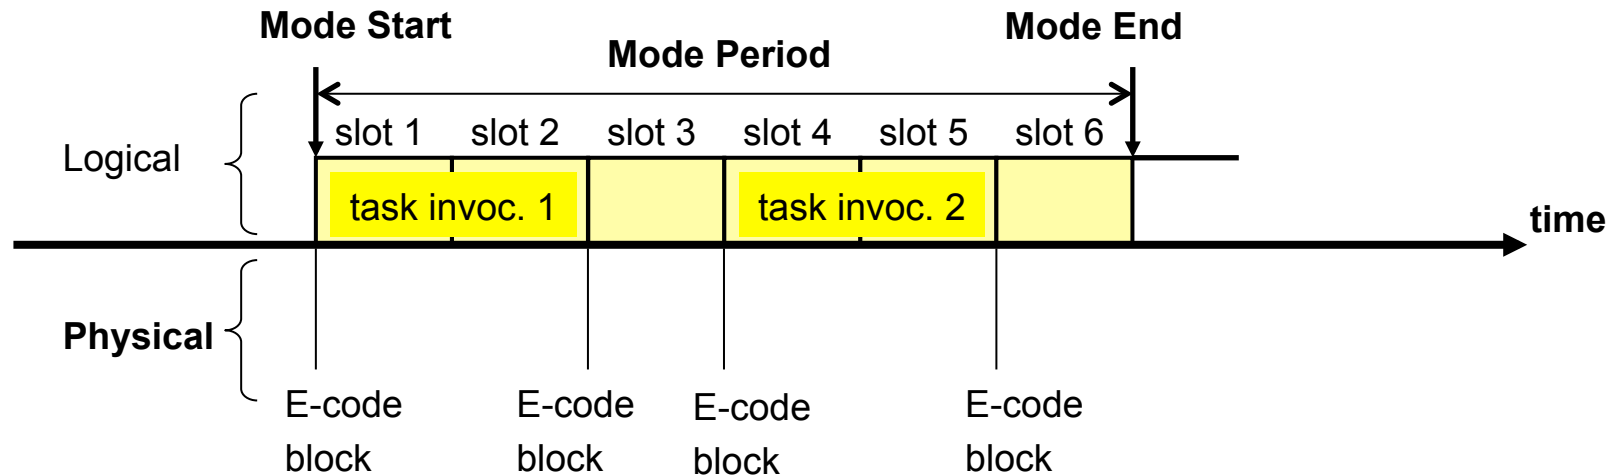 Mode Start
Mode End
Mode Period
slot 1 slot 2 slot 3 slot 4 slot 5 slot 6
Logical
task invoc. 1 task invoc. 2
time
Physical
E-code E-code E-code E-code
block block block block